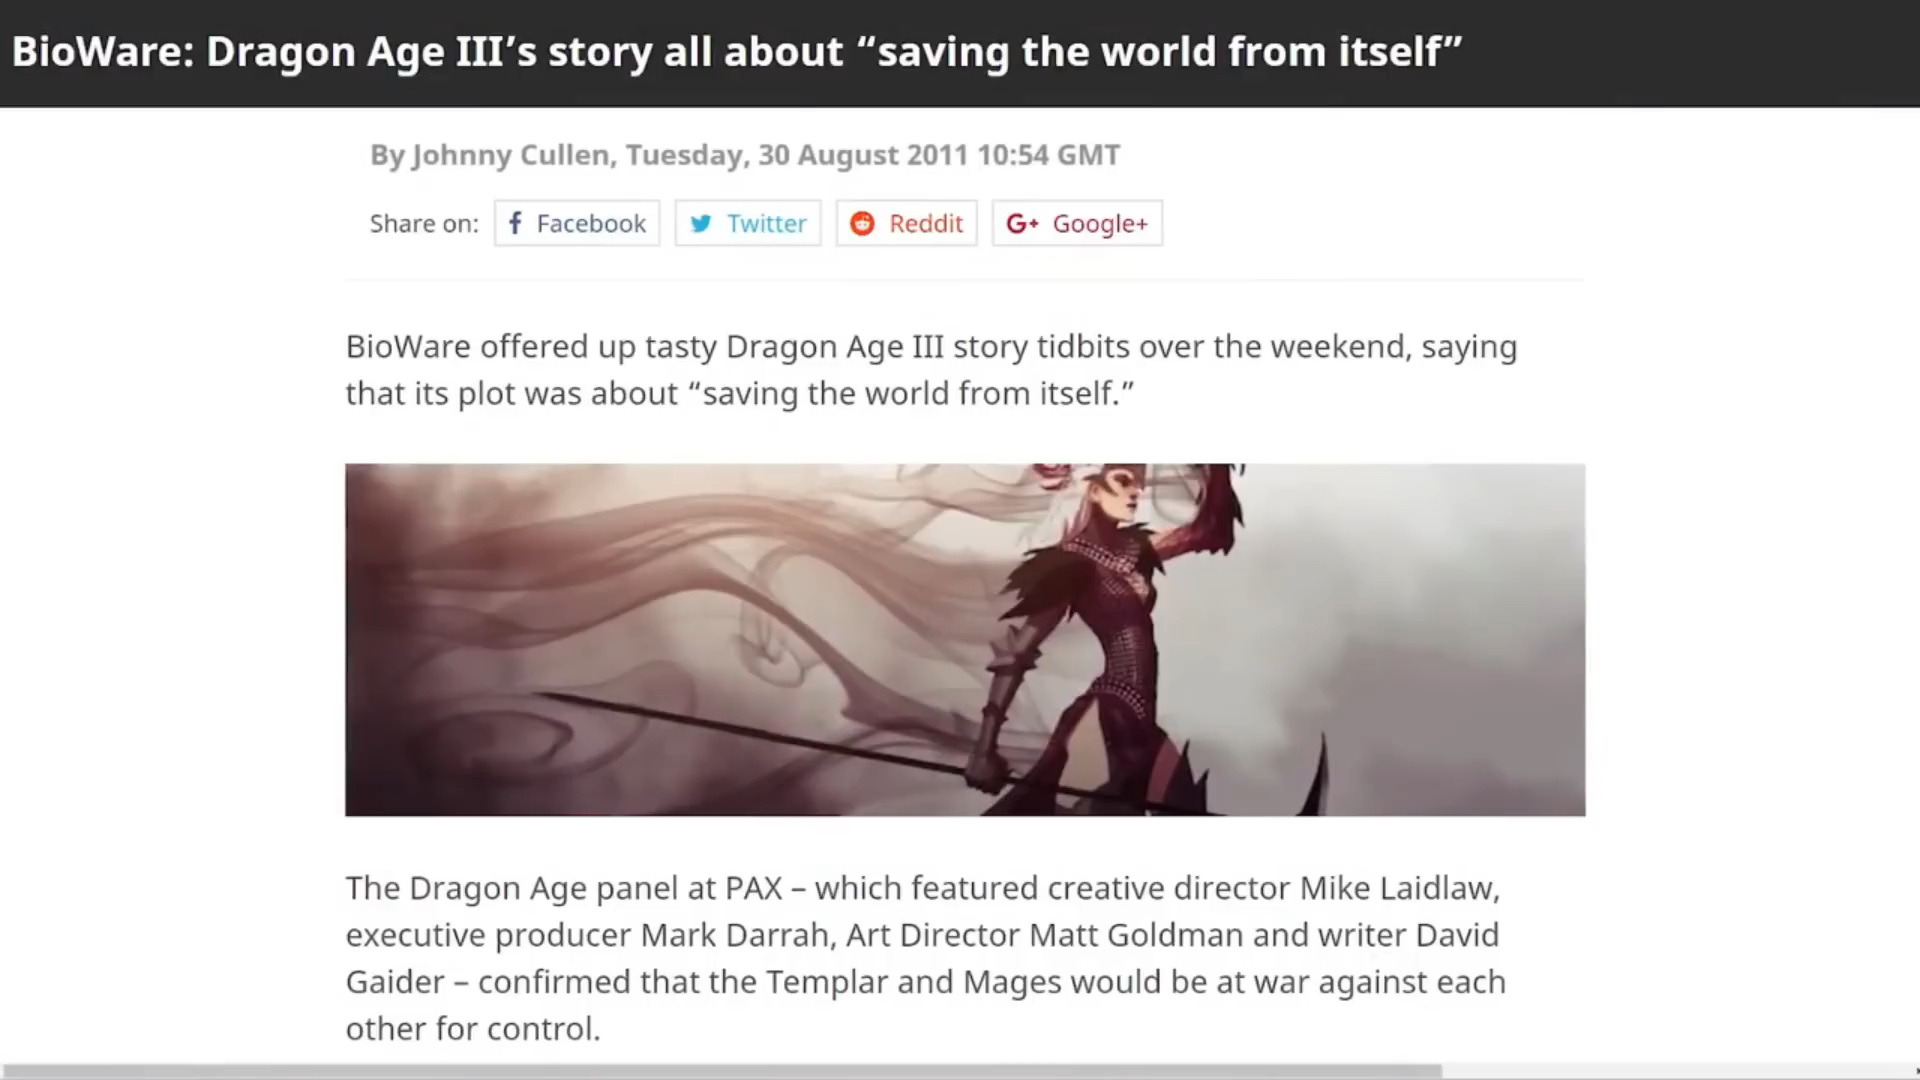 BioWare: Dragon Age III’s story all about “saving the world from itself”
By Johnny Cullen, Tuesday, 30 August 2011 10:54 GMT
Share on: Facebook Twitter Reddit G+ Google+
BioWare offered up tasty Dragon Age III story tidbits over the weekend, saying
that its plot was about “saving the world from itself.”
The Dragon Age panel at PAX – which featured creative director Mike Laidlaw,
executive producer Mark Darrah, Art Director Matt Goldman and writer David
Gaider – confirmed that the Templar and Mages would be at war against each
other for control.